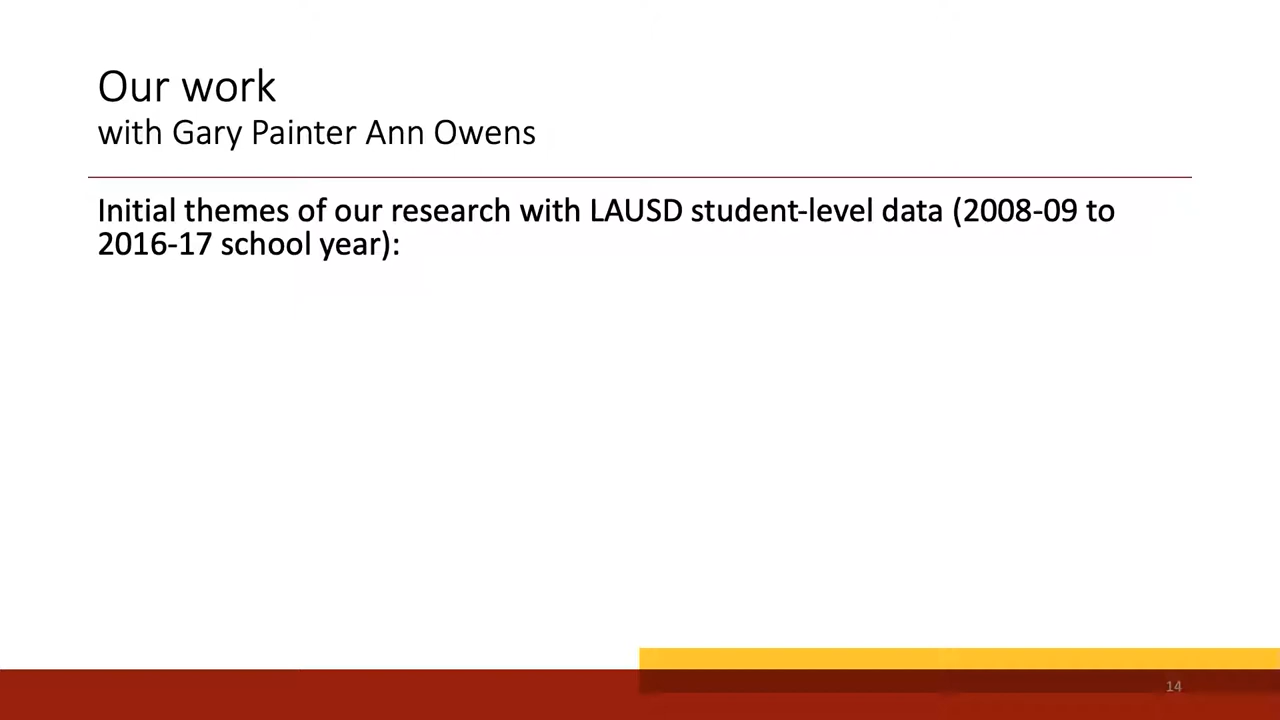 Our work
with Gary Painter Ann Owens
Initial themes of our research with LAUSD student-level data (2008-09 to
2016-17 school year):
14